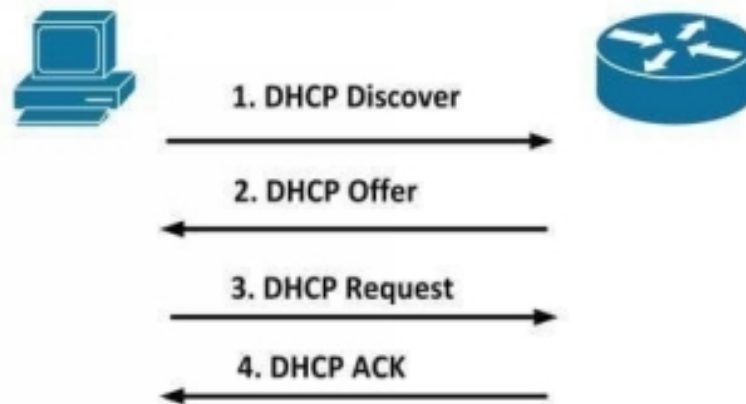 1. DHCP Discover
2. DHCP Offer
3. DHCP Request
4. DHCP ACK